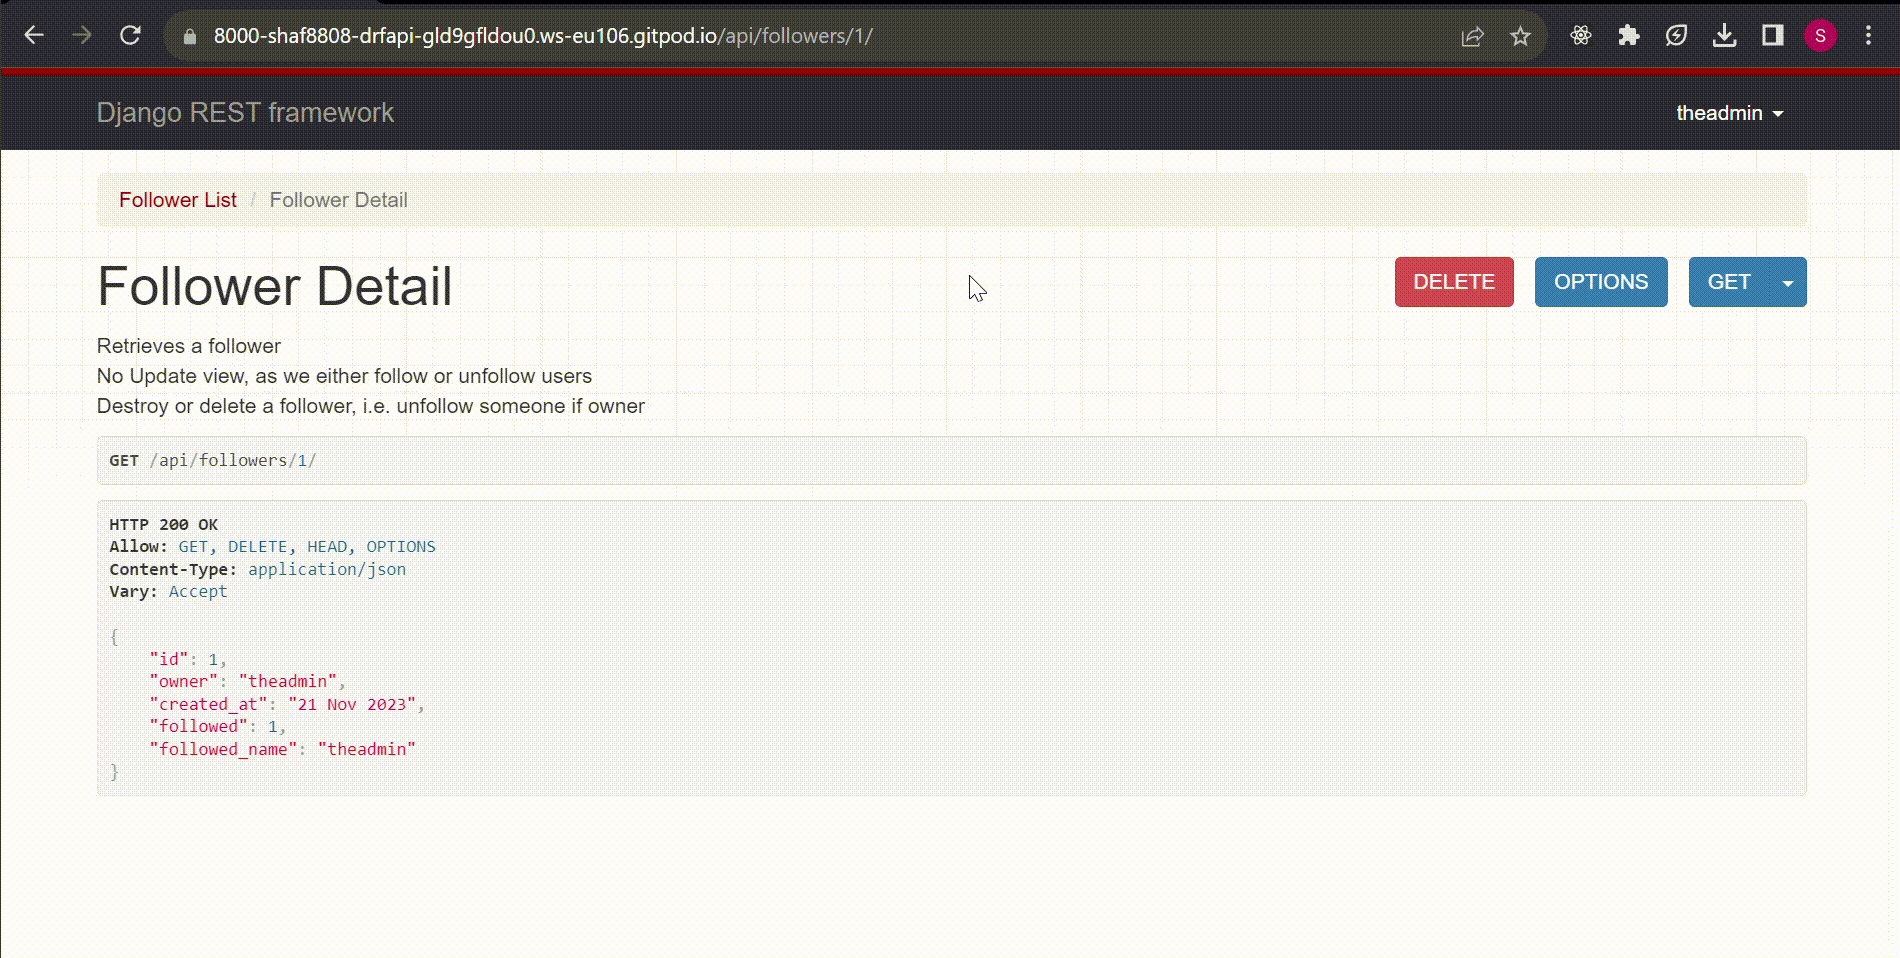 8000-shaf8808-drfapi-gld9gfldou0.ws-eu106.gitpod.io/api/followers/1/
S
Django REST framework
theadmin
Follower List / Follower Detail
Follower Detail
DELETE
OPTIONS
GET
Retrieves a follower
No Update view, as we either follow or unfollow users
Destroy or delete a follower, i.e. unfollow someone if owner
GET /api/followers/1/
HTTP 200 OK
Allow: GET, DELETE, HEAD, OPTIONS
Content-Type: application/json
Vary: Accept
{
"id": 1,
"owner": "theadmin",
"created_at": "21 Nov 2023",
"followed": 1,
"followed_name": "theadmin"
}